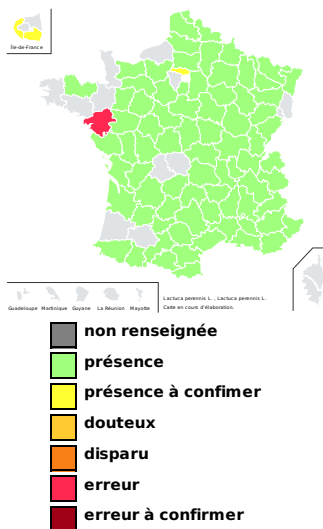 Île-de-France
Guadeloupe Martinique Guyane La Réunion Mayotte
Lactuca perennis L. , Lactuca perennis L.
Carte en cours d'élaboration.
non renseignée
présence
présence à confimer
douteux
disparu
erreur
erreur à confirmer